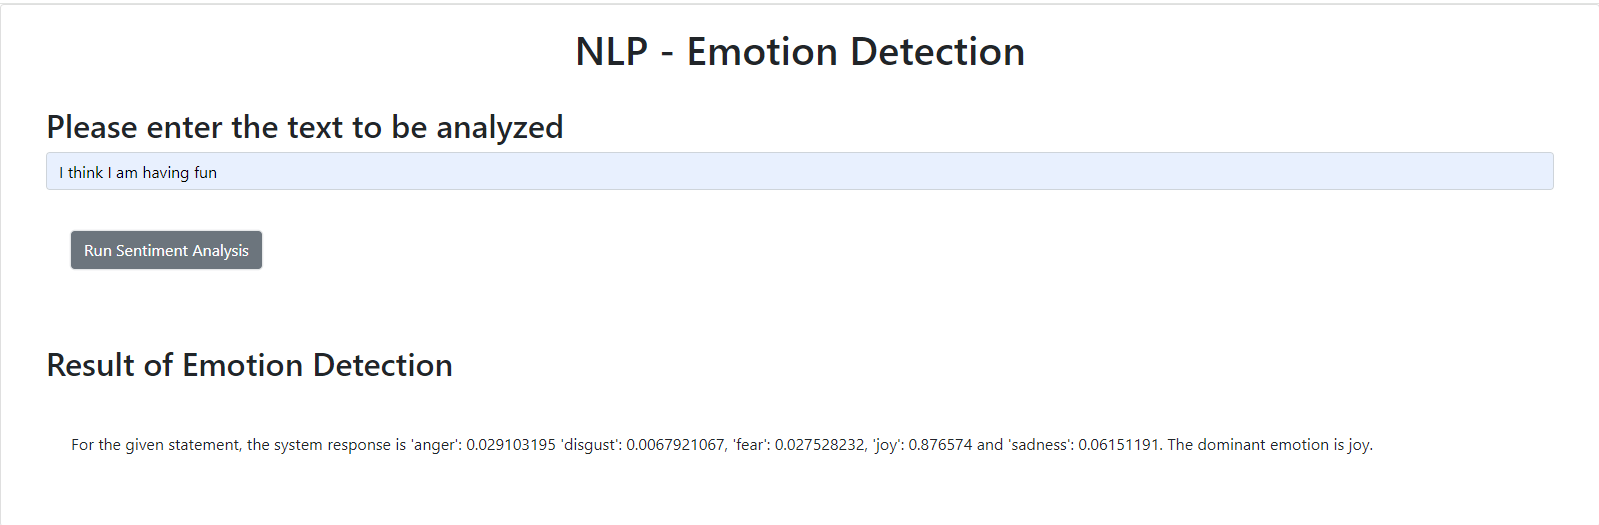 NLP - Emotion Detection
Please enter the text to be analyzed
I think I am having fun
Run Sentiment Analysis
Result of Emotion Detection
For the given statement, the system response is 'anger': 0.029103195 'disgust': 0.0067921067, 'fear': 0.027528232, 'joy': 0.876574 and 'sadness': 0.06151191. The dominant emotion is joy.